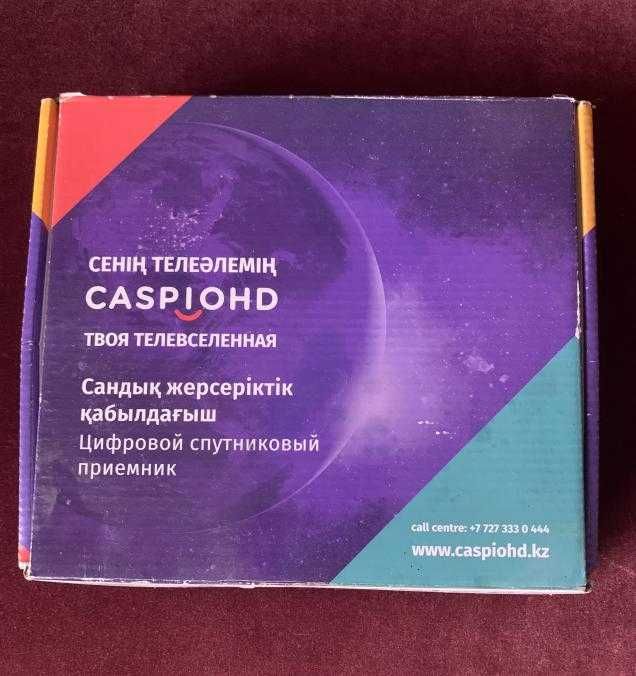 СЕНІҢ ТЕЛЕӘЛЕМІҢ
CASPIOHD
ТВОЯ ТЕЛЕВСЕЛЕННАЯ
Сандық жерсеріктік
қабылдағыш
Цифровой спутниковый
приемник
call centre: +7 727 333 0 444
www.caspiohd.kz